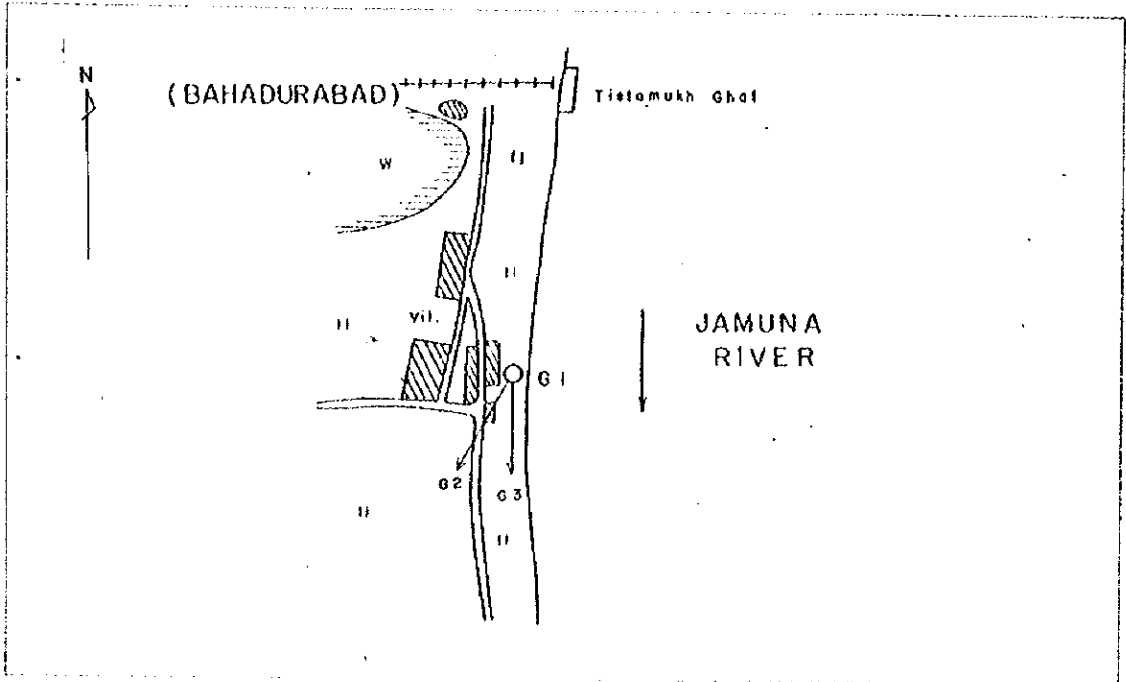 N
(BAHADURABAD)
Tistamukh Ghat
W
Vil.
JAMUNA
RIVER
G1
G2
G3